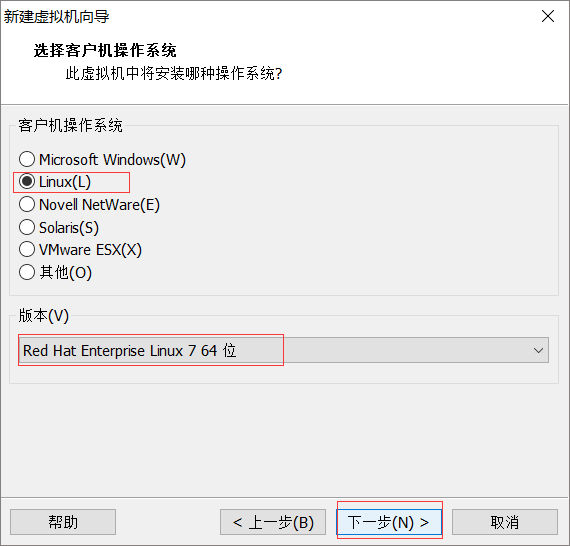 新建虚拟机向导
选择客户机操作系统
此虚拟机中将安装哪种操作系统?
客户机操作系统
Microsoft Windows(W)
Linux(L)
Novell NetWare(E)
Solaris(S)
VMware ESX(X)
其他(O)
版本(V)
Red Hat Enterprise Linux 7 64 位
帮助
< 上一步(B)
下一步(N) >
取消